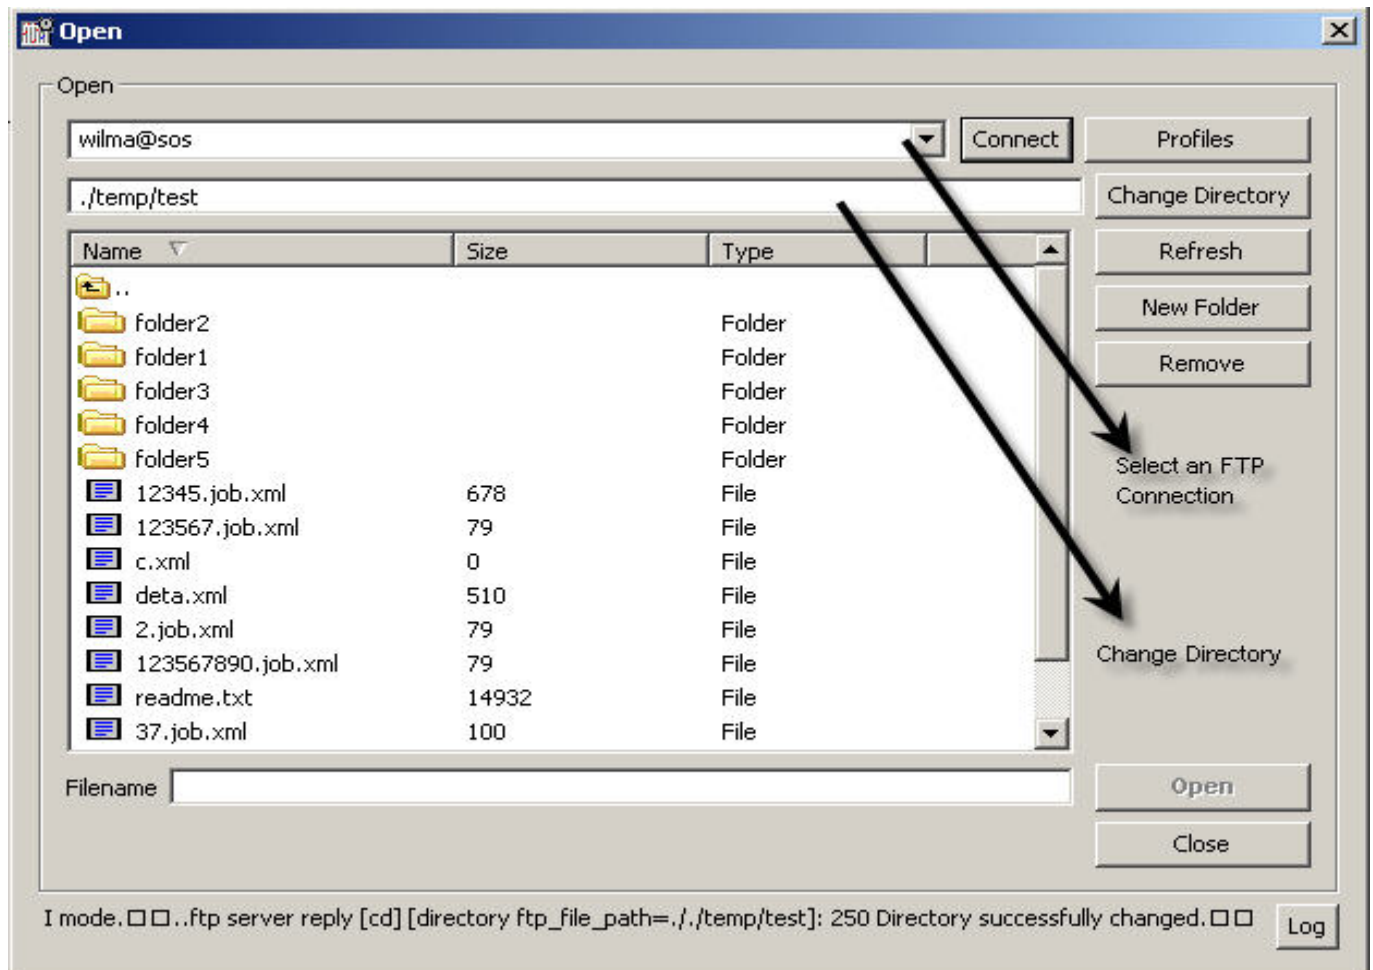 Open
Open
wilma@sos Connect Profiles
./temp/test Change Directory
Name Size Type Refresh
..
folder2 Folder New Folder
folder1 Folder Remove
folder3 Folder
folder4 Folder
folder5 Folder Select an FTP
Connection
12345.job.xml 678 File
123567.job.xml 79 File
c.xml 0 File
deta.xml 510 File
2.job.xml 79 File
123567890.job.xml 79 File Change Directory
readme.txt 14932 File
37.job.xml 100 File
Filename Open
Close
I mode.□□..ftp server reply [cd] [directory ftp_file_path=././temp/test]: 250 Directory successfully changed.□□ Log